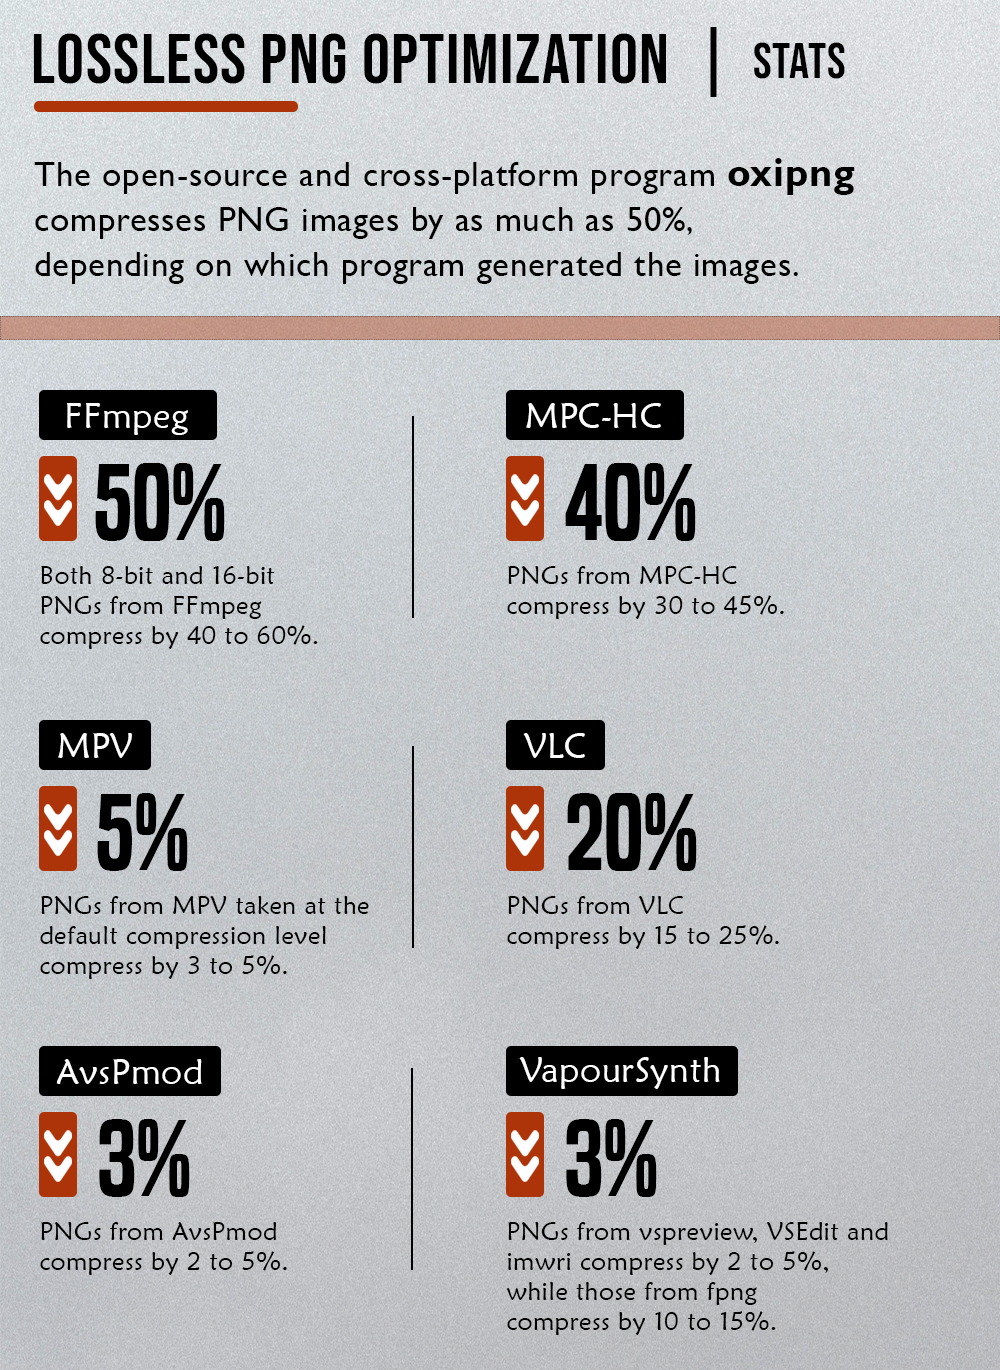 LOSSLESS PNG OPTIMIZATION | STATS
The open-source and cross-platform program oxipng
compresses PNG images by as much as 50%,
depending on which program generated the images.
FFmpeg
50%
Both 8-bit and 16-bit
PNGs from FFmpeg
compress by 40 to 60%.
MPC-HC
40%
PNGs from MPC-HC
compress by 30 to 45%.
MPV
5%
PNGs from MPV taken at the
default compression level
compress by 3 to 5%.
VLC
20%
PNGs from VLC
compress by 15 to 25%.
AvsPmod
3%
PNGs from AvsPmod
compress by 2 to 5%.
VapourSynth
3%
PNGs from vspreview, VSEdit and
imwri compress by 2 to 5%,
while those from fpng
compress by 10 to 15%.